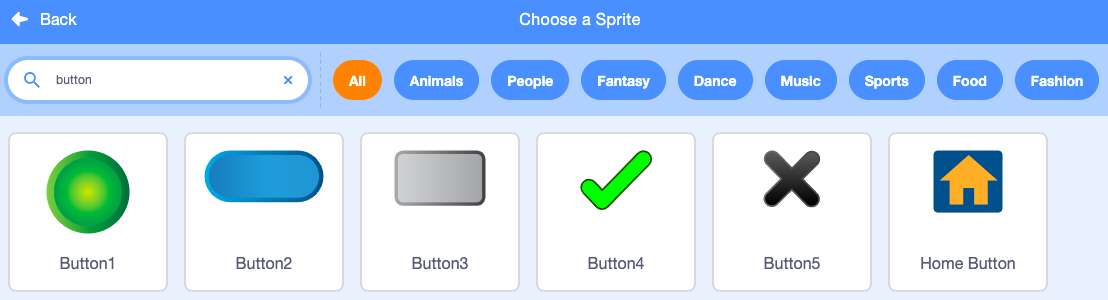 Back
Choose a Sprite
button
All
Animals
People
Fantasy
Dance
Music
Sports
Food
Fashion
Button1
Button2
Button3
Button4
Button5
Home Button